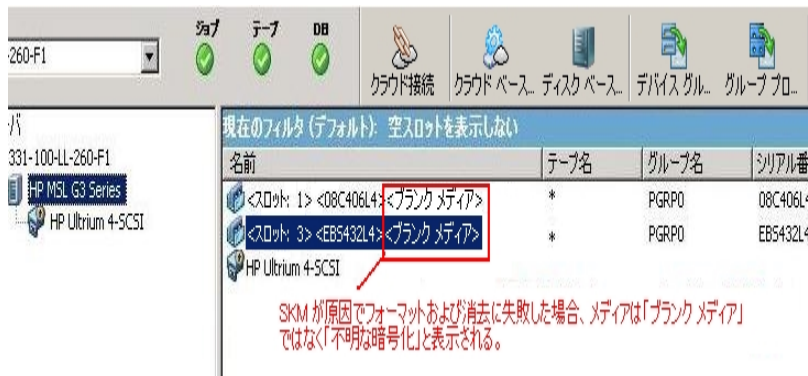 ジョブ テープ DB
-260-F1
クラウド接続 クラウド ベース... ディスク ベース... デバイス グル... グループ プロ...
バ
331-100-LL-260-F1
HP MSL G3 Series
HP Ultrium 4-SCSI
現在のフィルタ (デフォルト): 空スロットを表示しない
名前 テープ名 グループ名 シリアル番
<スロット: 1> <08C406L4> <ブランク メディア> * PGRP0 08C406L4
<スロット: 3> <EB5432L4> <ブランク メディア> * PGRP0 EB5432L4
HP Ultrium 4-SCSI
SKM が原因でフォーマットおよび消去に失敗した場合、メディアは「ブランク メディア」
ではなく「不明な暗号化」と表示される。